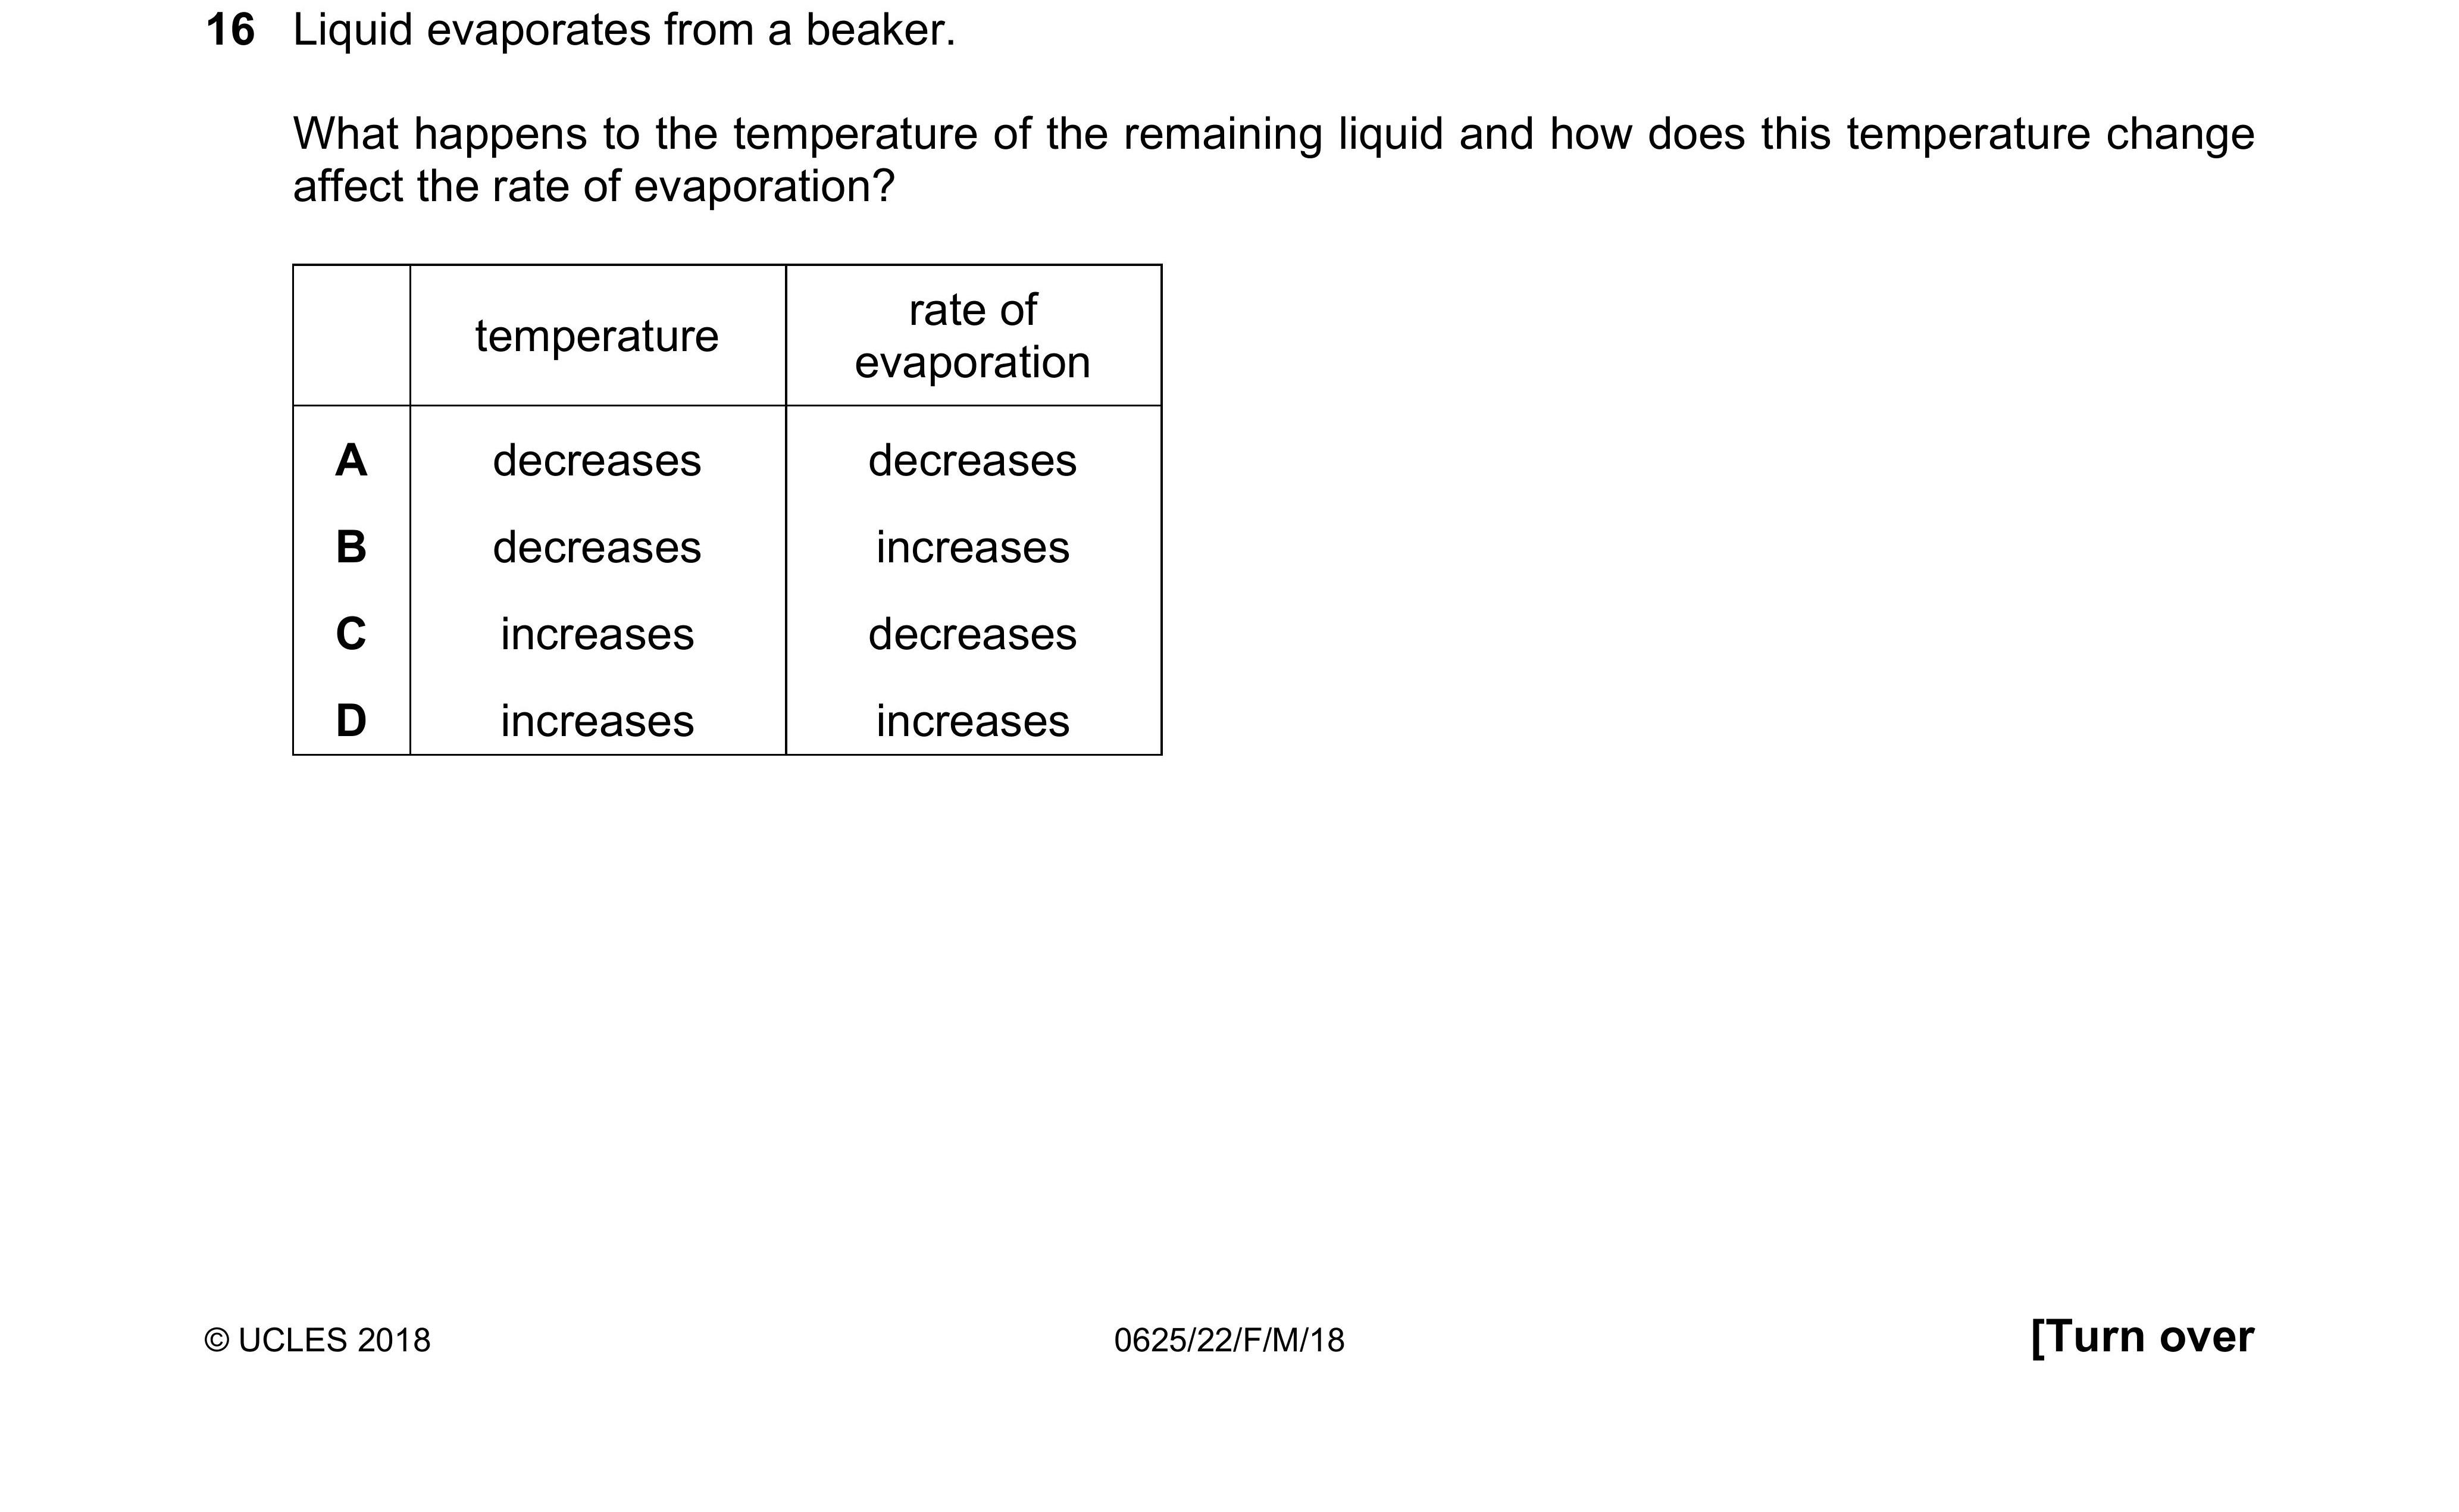 16 Liquid evaporates from a beaker.
What happens to the temperature of the remaining liquid and how does this temperature change
affect the rate of evaporation?
temperature rate of
evaporation
A decreases decreases
B decreases increases
C increases decreases
D increases increases
© UCLES 2018 0625/22/F/M/18 [Turn over